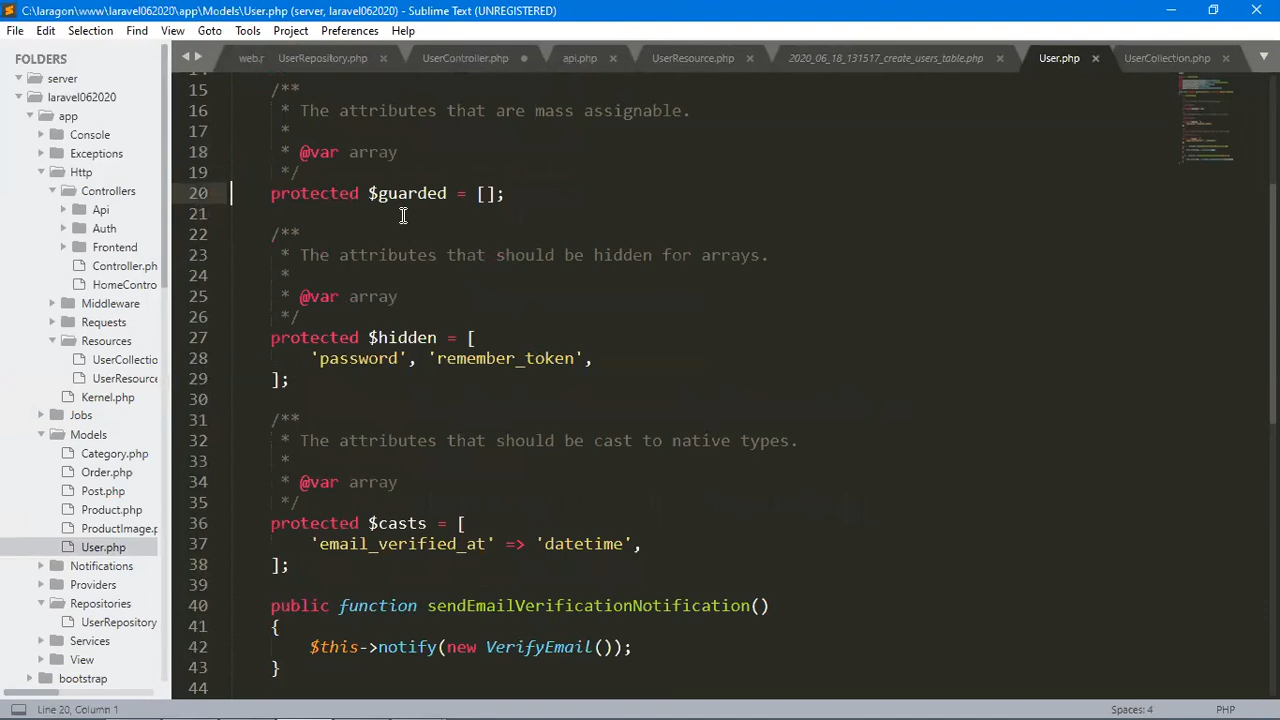 C:\laragon\www\laravel062020\app\Models\User.php (server, laravel062020) - Sublime Text (UNREGISTERED)
File Edit Selection Find View Goto Tools Project Preferences Help
web.r UserRepository.php UserController.php api.php UserResource.php 2020_06_18_131517_create_users_table.php User.php UserCollection.php
FOLDERS
server
laravel062020
app
Console
Exceptions
Http
Controllers
Api
Auth
Frontend
Controller.ph
HomeContro
Middleware
Requests
Resources
UserCollectio
UserResource
Kernel.php
Jobs
Models
Category.php
Order.php
Post.php
Product.php
ProductImage.p
User.php
Notifications
Providers
Repositories
UserRepository
Services
View
bootstrap
14
15 /**
16 * The attributes that are mass assignable.
17 *
18 * @var array
19 */
20 protected $guarded = [];
21
22 /**
23 * The attributes that should be hidden for arrays.
24 *
25 * @var array
26 */
27 protected $hidden = [
28 'password', 'remember_token',
29 ];
30
31 /**
32 * The attributes that should be cast to native types.
33 *
34 * @var array
35 */
36 protected $casts = [
37 'email_verified_at' => 'datetime',
38 ];
39
40 public function sendEmailVerificationNotification()
41 {
42 $this->notify(new VerifyEmail());
43 }
44
Line 20, Column 1 Spaces: 4 PHP